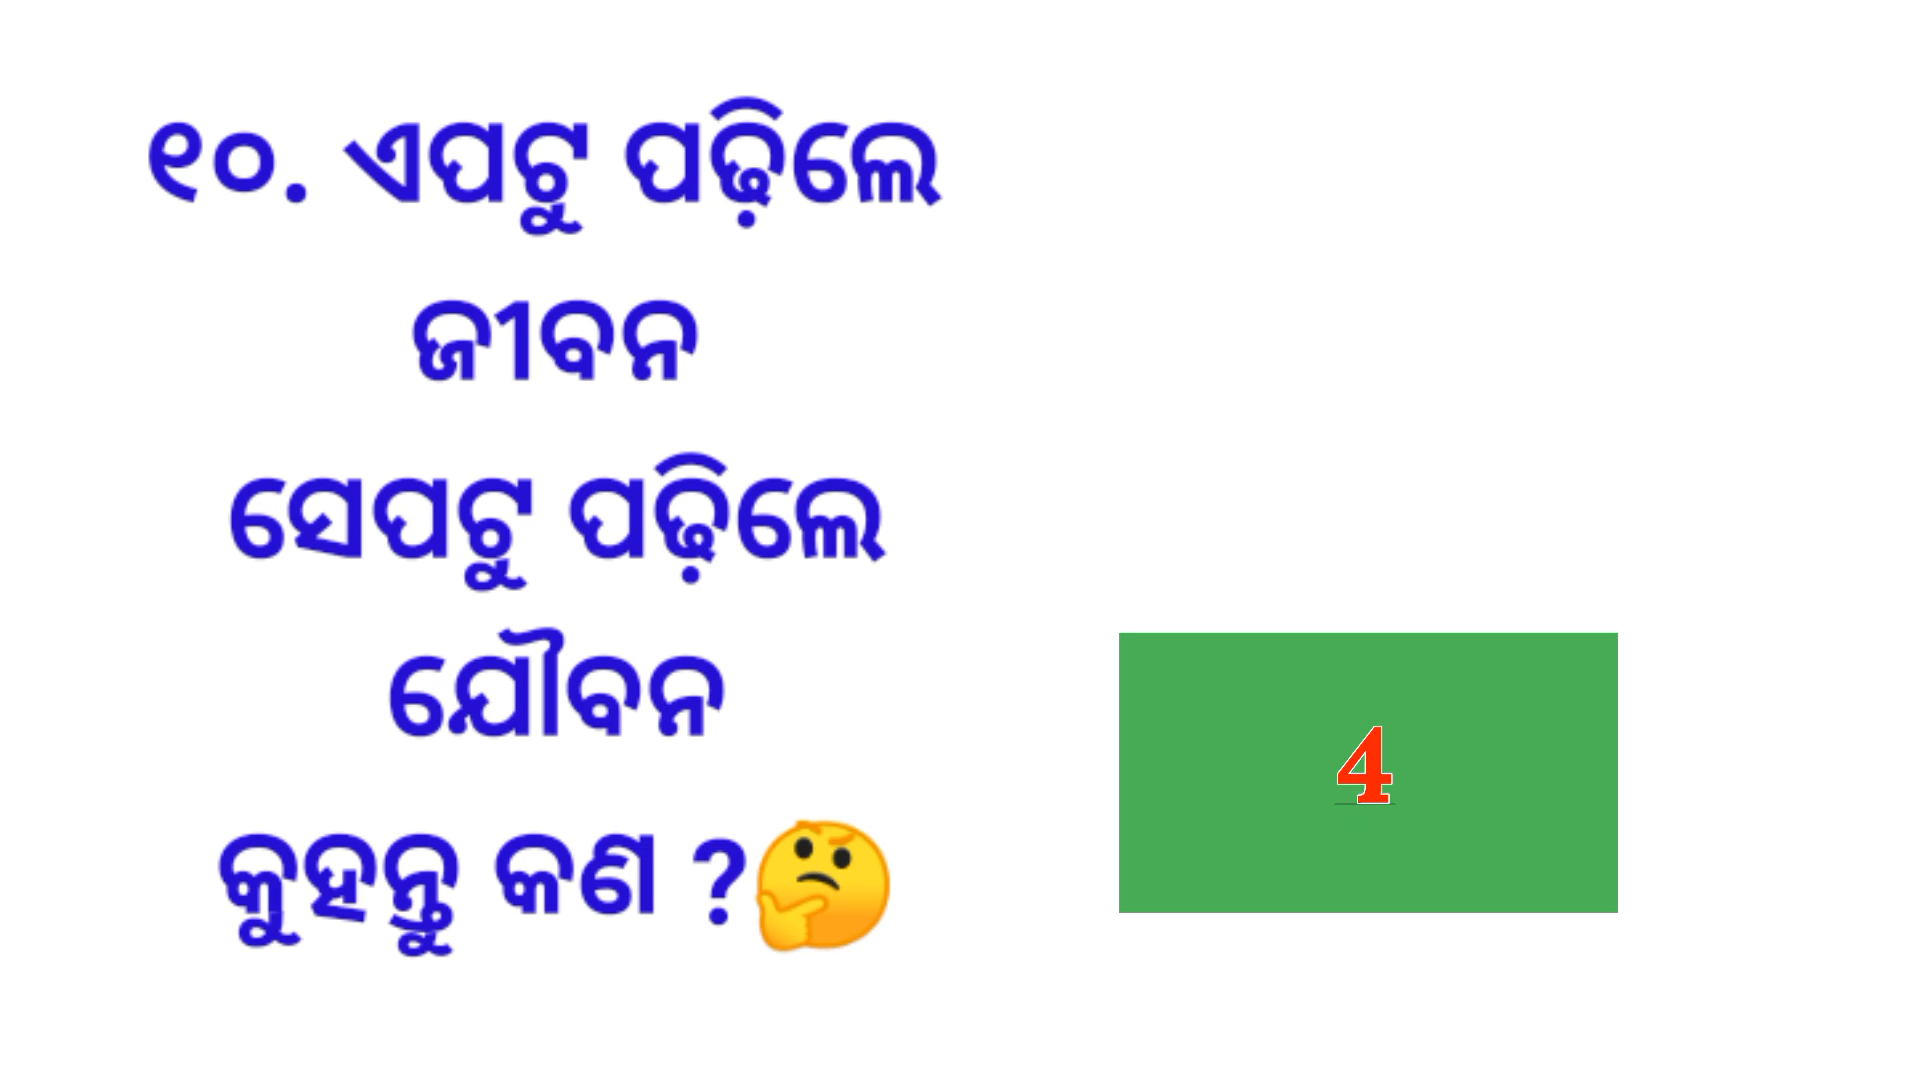 ୧୦. ଏପଟୁ ପଢ଼ିଲେ
ଜୀବନ
ସେପଟୁ ପଢ଼ିଲେ
ଯୌବନ
କୁହନ୍ତୁ କଣ ?🤔
4